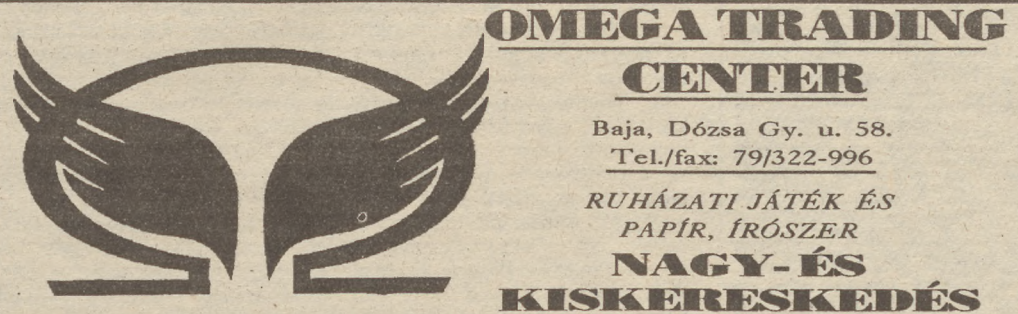 OMEGA TRADING
CENTER
Baja, Dózsa Gy. u. 58.
Tel./fax: 79/322-996
RUHÁZATI JÁTÉK ÉS
PAPÍR, ÍRÓSZER
NAGY- ÉS
KISKERESKEDÉS